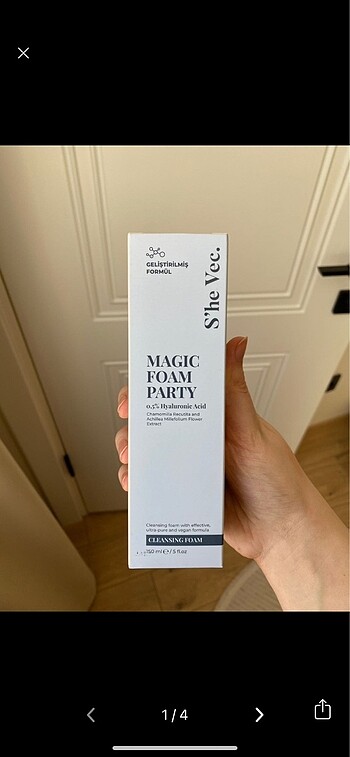 GELİŞTİRİLMİŞ
FORMÜL
S'he Vec.
MAGIC
FOAM
PARTY
0,5% Hyaluronic Acid
Chamomilla Recutita and
Achillea Millefolium Flower
Extract
Cleansing foam with effective,
ultra-pure and vegan formula
CLEANSING FOAM
150 ml ℮ / 5 fl.oz
1 / 4